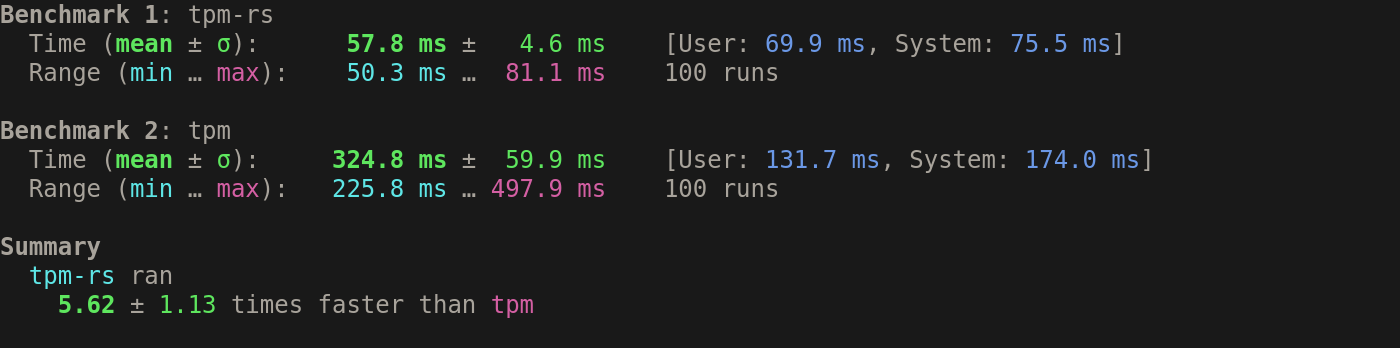 Benchmark 1: tpm-rs
  Time (mean ± σ):      57.8 ms ±   4.6 ms    [User: 69.9 ms, System: 75.5 ms]
  Range (min … max):    50.3 ms …  81.1 ms    100 runs

Benchmark 2: tpm
  Time (mean ± σ):     324.8 ms ±  59.9 ms    [User: 131.7 ms, System: 174.0 ms]
  Range (min … max):   225.8 ms … 497.9 ms    100 runs

Summary
  tpm-rs ran
    5.62 ± 1.13 times faster than tpm